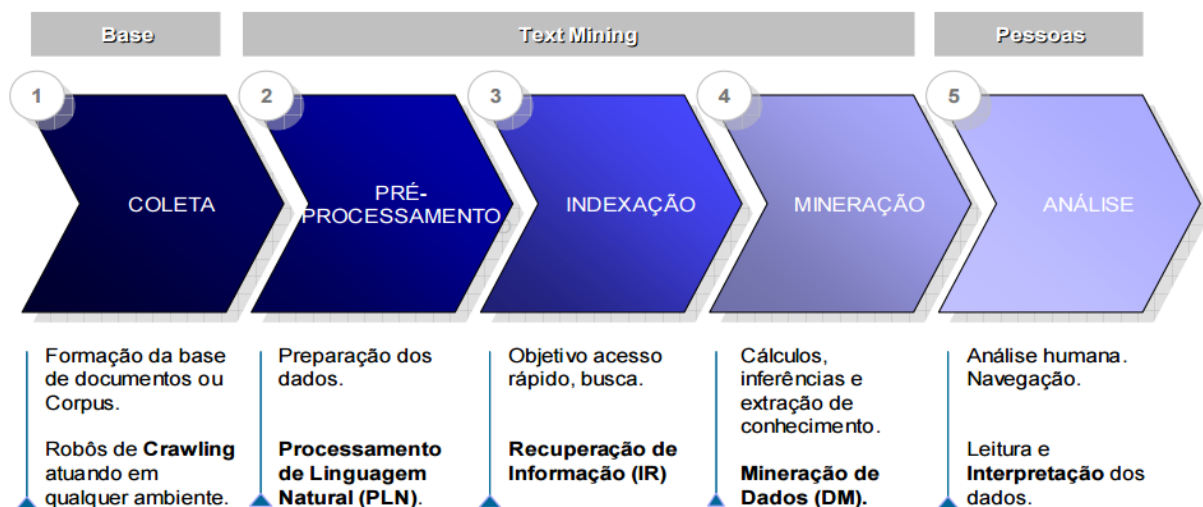 Base
Text Mining
Pessoas
1
2
3
4
5
COLETA
PRÉ-
PROCESSAMENTO
INDEXAÇÃO
MINERAÇÃO
ANÁLISE
Formação da base
de documentos ou
Corpus.
Robôs de Crawling
atuando em
qualquer ambiente.
Preparação dos
dados.
Processamento
de Linguagem
Natural (PLN).
Objetivo acesso
rápido, busca.
Recuperação de
Informação (IR)
Cálculos,
inferências e
extração de
conhecimento.
Mineração de
Dados (DM).
Análise humana.
Navegação.
Leitura e
Interpretação dos
dados.